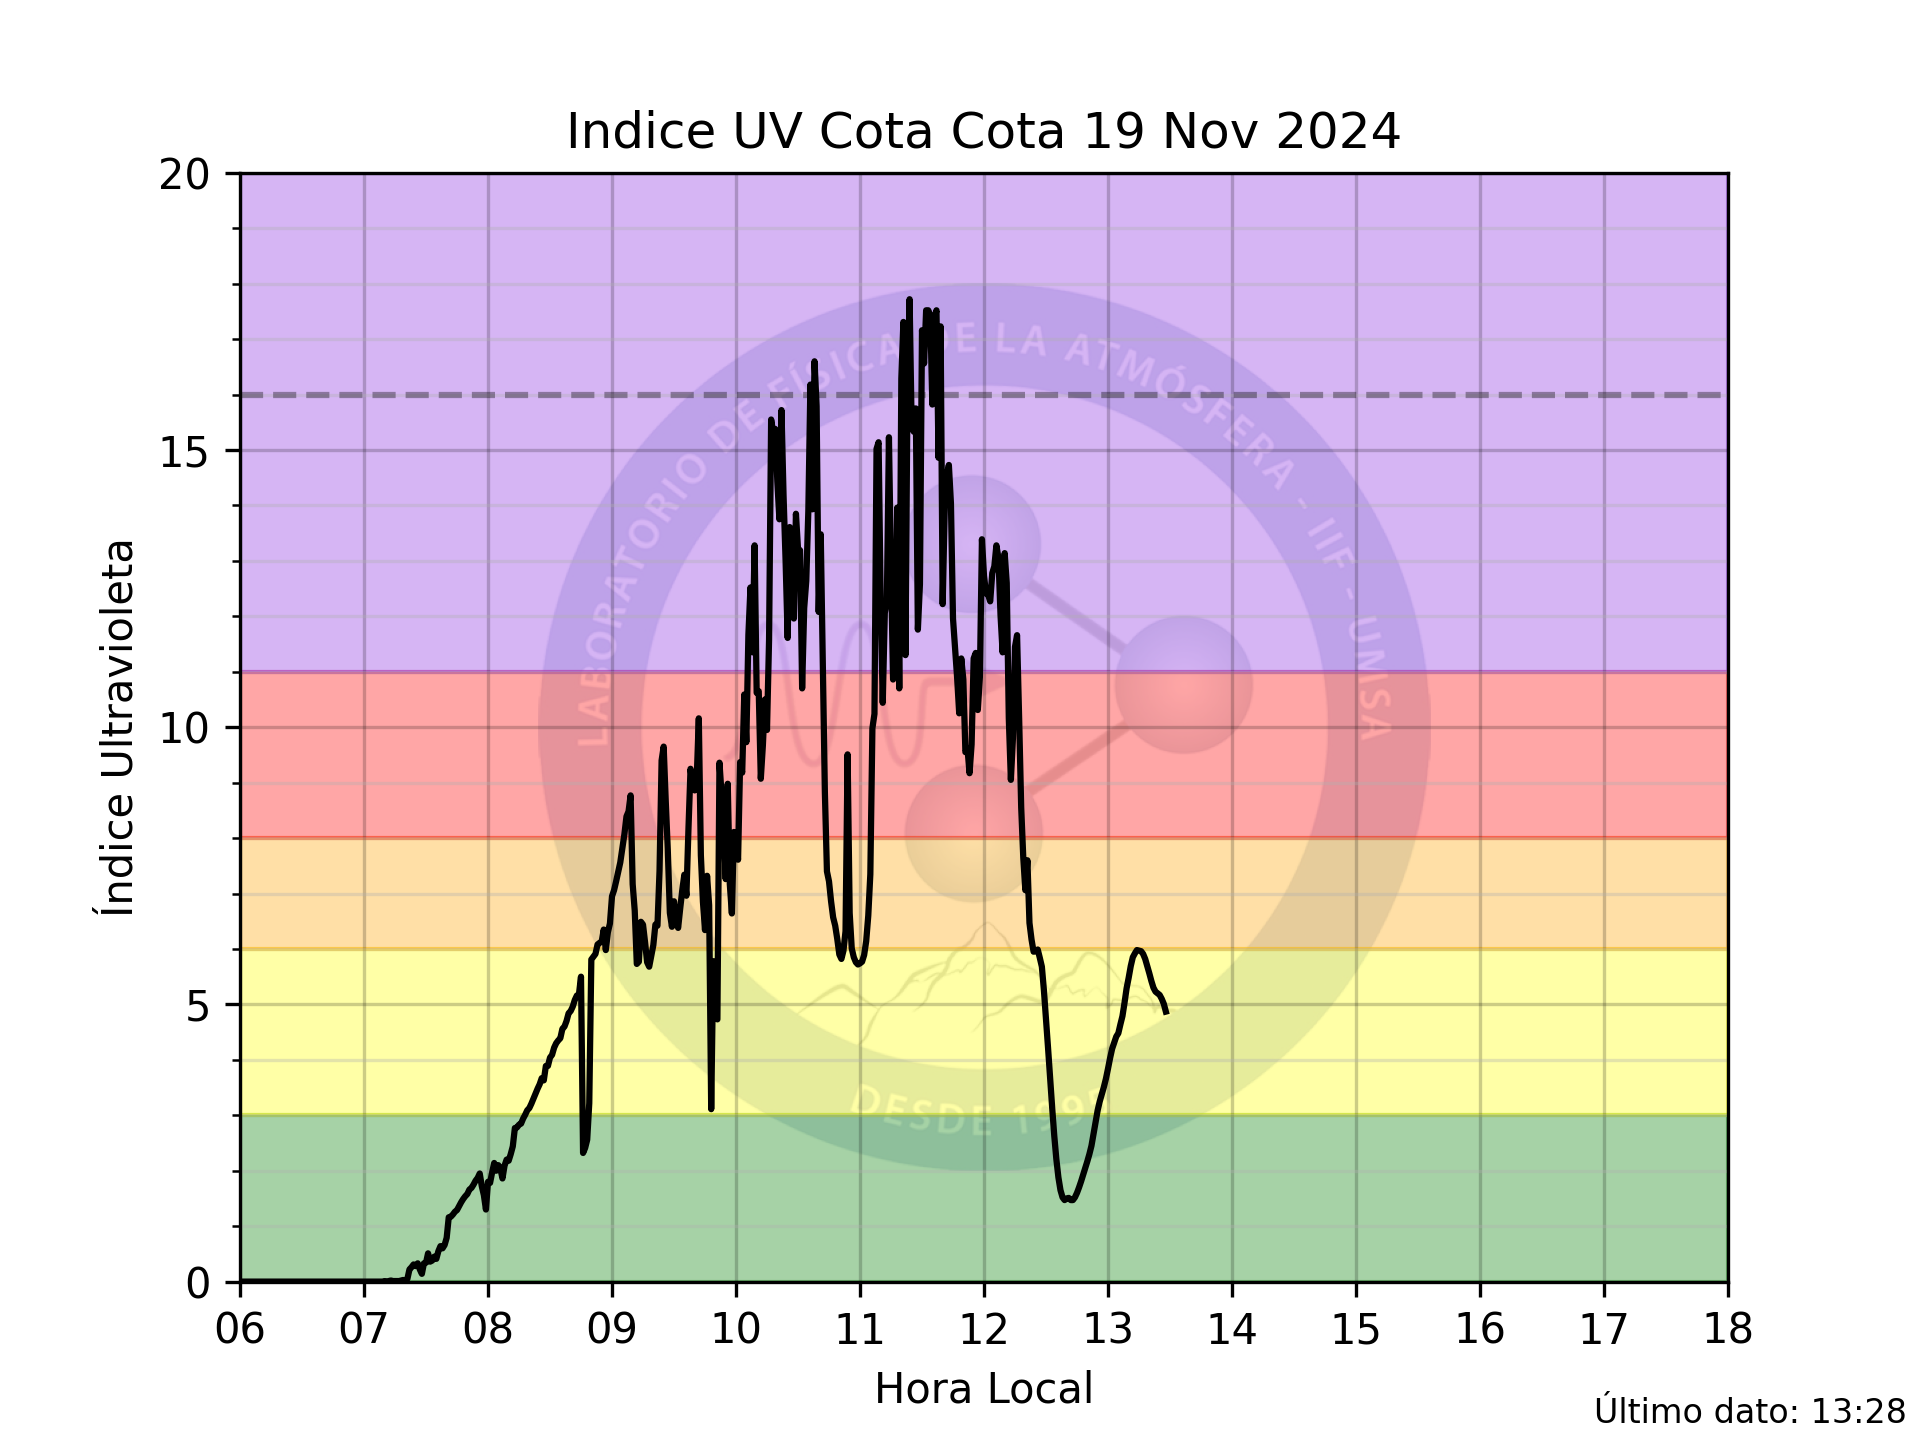 Indice UV Cota Cota 19 Nov 2024
20
15
10
5
0
Índice Ultravioleta
LABORATORIO DE FÍSICA DE LA ATMÓSFERA - IIF - UMSA
DESDE 1995
06 07 08 09 10 11 12 13 14 15 16 17 18
Hora Local
Último dato: 13:28